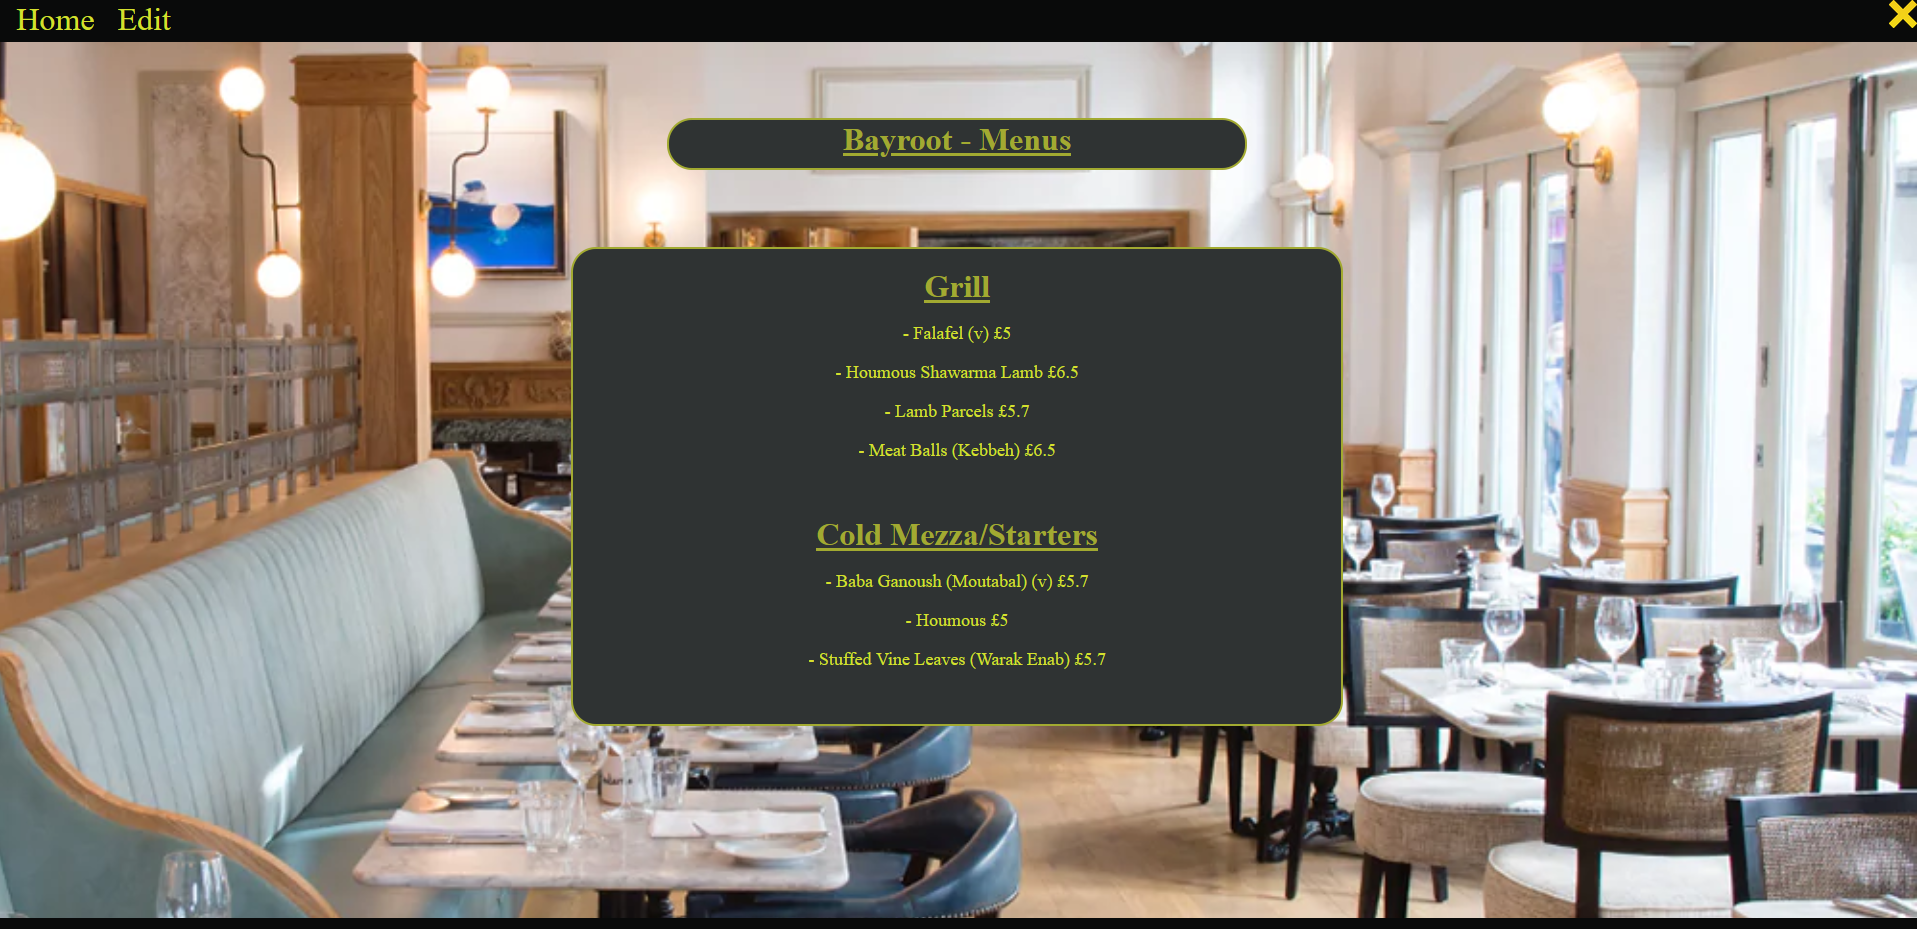 Home Edit
Bayroot - Menus
Grill
- Falafel (v) £5
- Houmous Shawarma Lamb £6.5
- Lamb Parcels £5.7
- Meat Balls (Kebbeh) £6.5
Cold Mezza/Starters
- Baba Ganoush (Moutabal) (v) £5.7
- Houmous £5
- Stuffed Vine Leaves (Warak Enab) £5.7